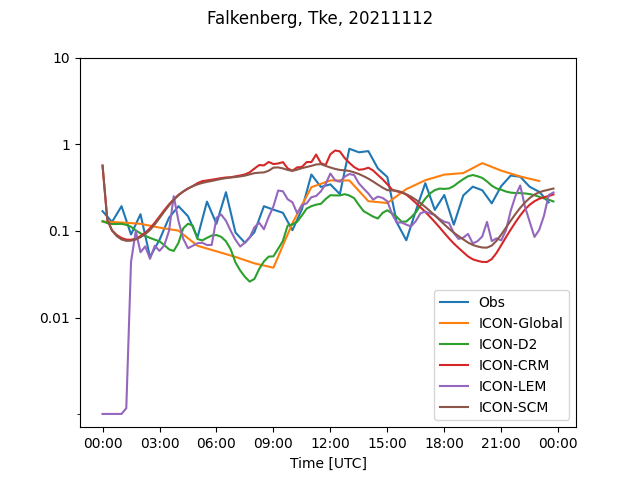 Falkenberg, Tke, 20211112
10
1
0.1
0.01
Obs
ICON-Global
ICON-D2
ICON-CRM
ICON-LEM
ICON-SCM
00:00 03:00 06:00 09:00 12:00 15:00 18:00 21:00 00:00
Time [UTC]